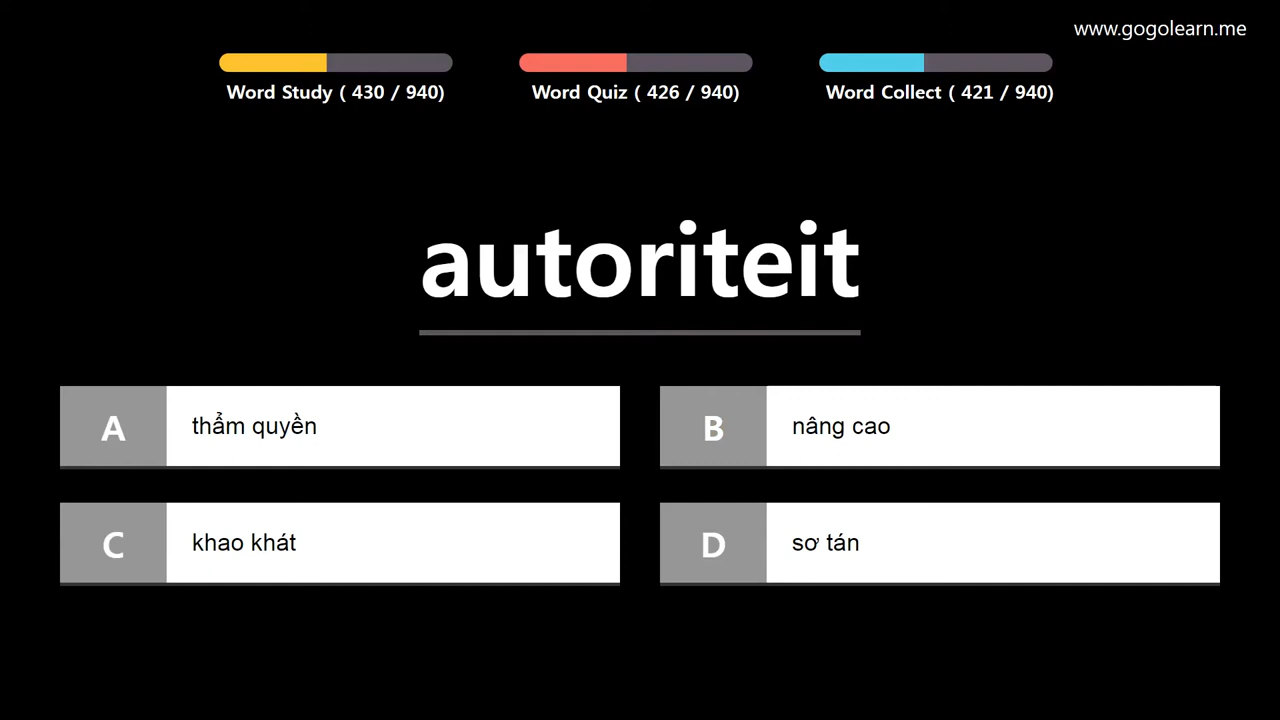 www.gogolearn.me
Word Study ( 430 / 940)
Word Quiz ( 426 / 940)
Word Collect ( 421 / 940)
autoriteit
A
thẩm quyền
B
nâng cao
C
khao khát
D
sơ tán